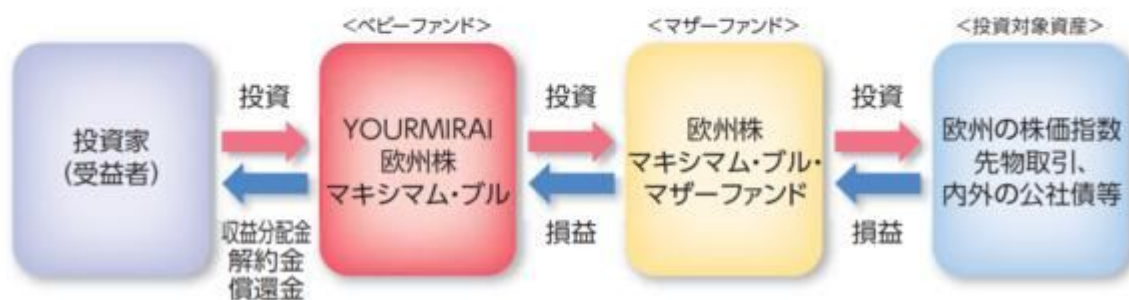 <ベビーファンド>
<マザーファンド>
<投資対象資産>
投資家
(受益者)
投資
収益分配金
解約金
償還金
YOURMIRAI
欧州株
マキシマム・ブル
投資
損益
欧州株
マキシマム・ブル・
マザーファンド
投資
損益
欧州の株価指数
先物取引、
内外の公社債等